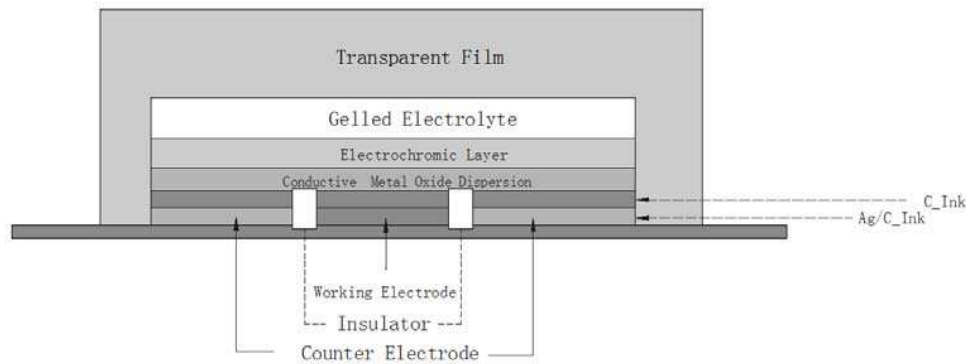 Transparent Film
Gelled Electrolyte
Electrochromic Layer
Conductive Metal Oxide Dispersion
C_Ink
Ag/C_Ink
Working Electrode
Insulator
Counter Electrode